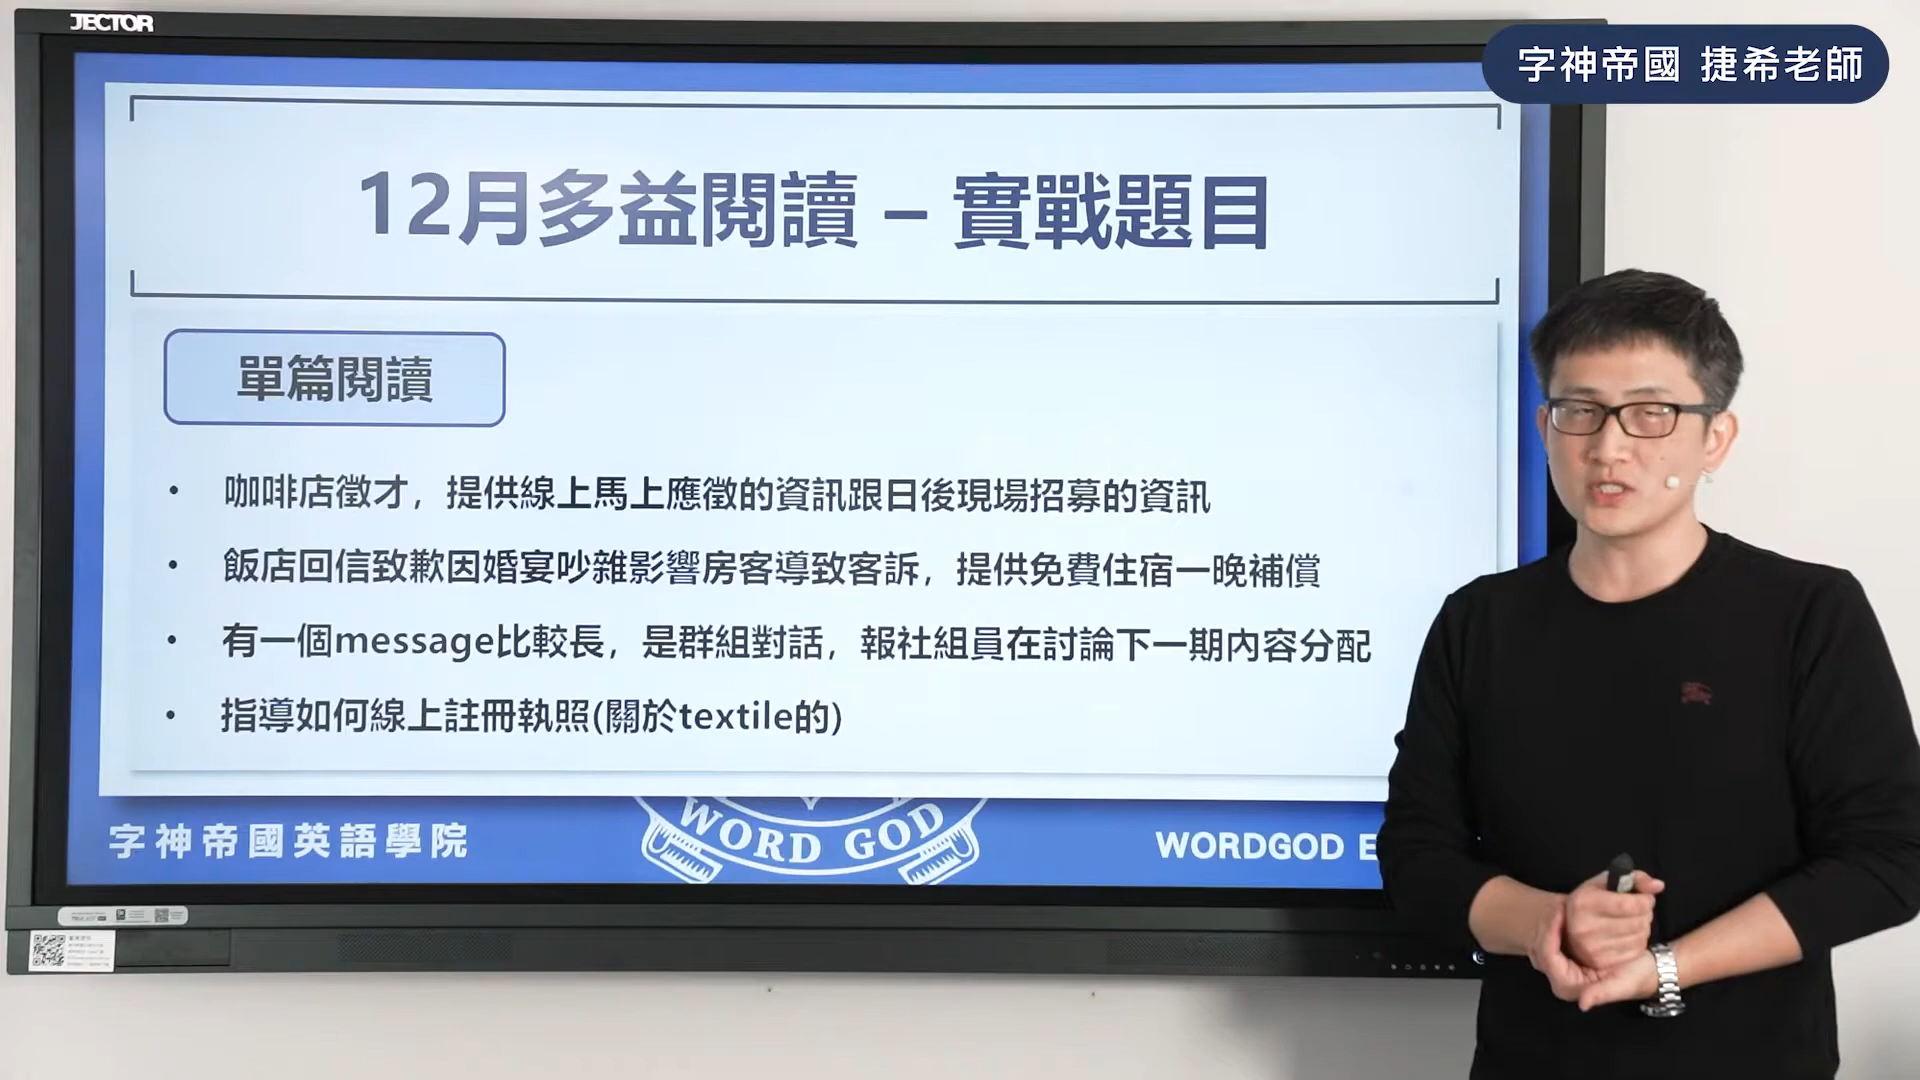 JECTOR
字神帝國 捷希老師
12月多益閱讀 – 實戰題目
單篇閱讀
• 咖啡店徵才，提供線上馬上應徵的資訊跟日後現場招募的資訊
• 飯店回信致歉因婚宴吵雜影響房客導致客訴，提供免費住宿一晚補償
• 有一個message比較長，是群組對話，報社組員在討論下一期內容分配
• 指導如何線上註冊執照(關於textile的)
字神帝國英語學院
WORD GOD
WORDGOD E